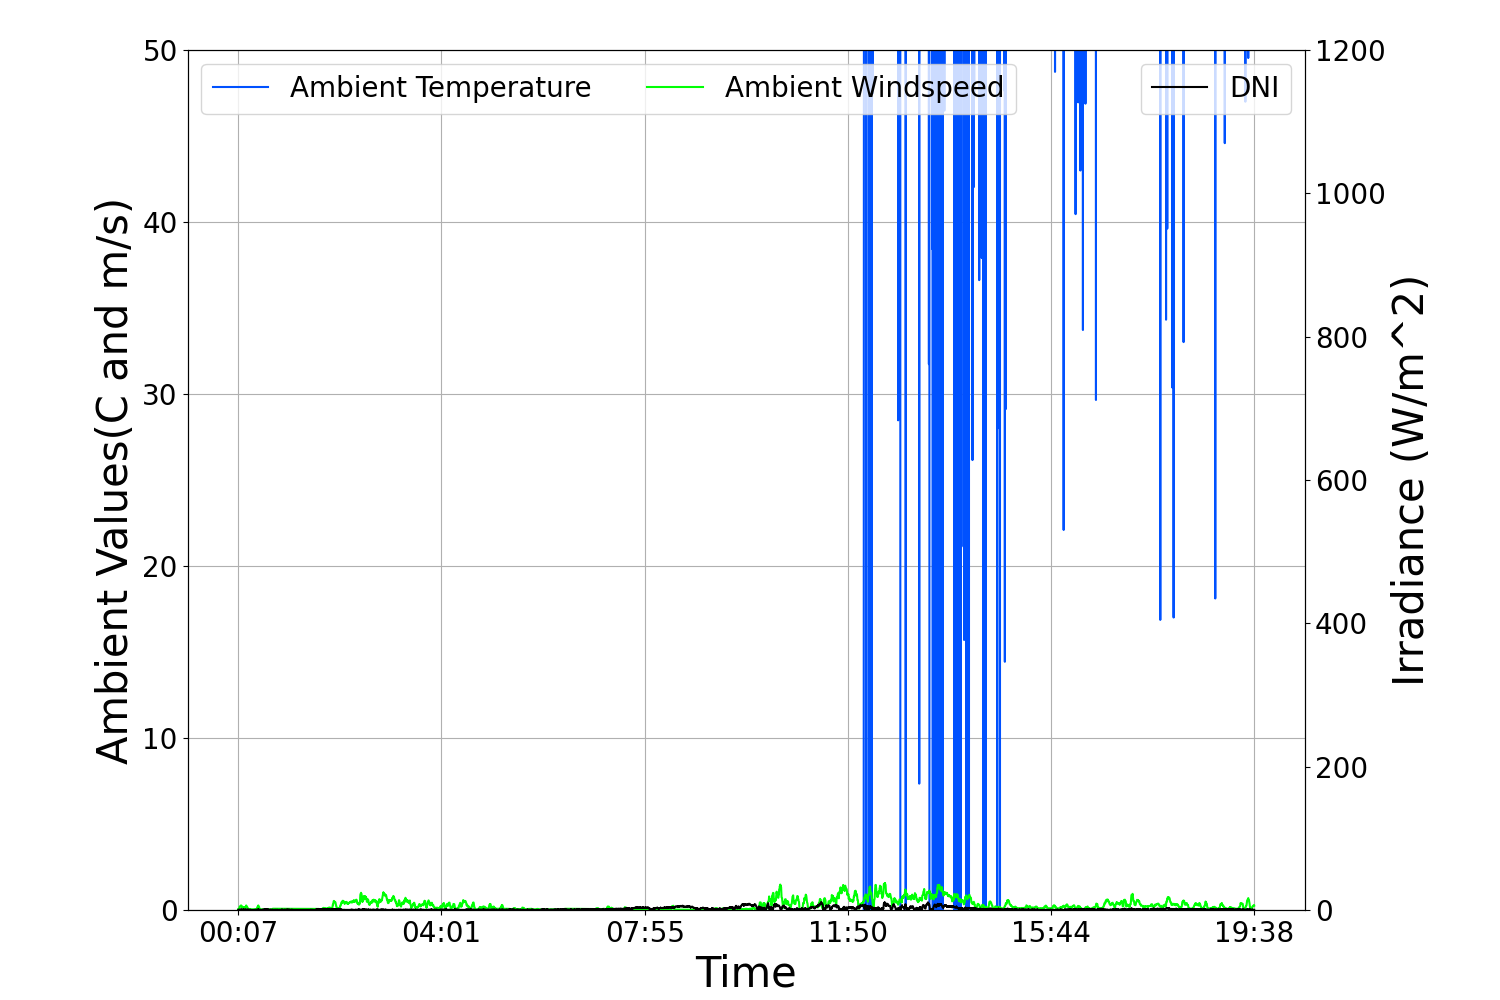 Ambient Temperature
Ambient Windspeed
DNI
50
40
30
20
10
0
1200
1000
800
600
400
200
0
Ambient Values(C and m/s)
Irradiance (W/m^2)
00:07 04:01 07:55 11:50 15:44 19:38
Time